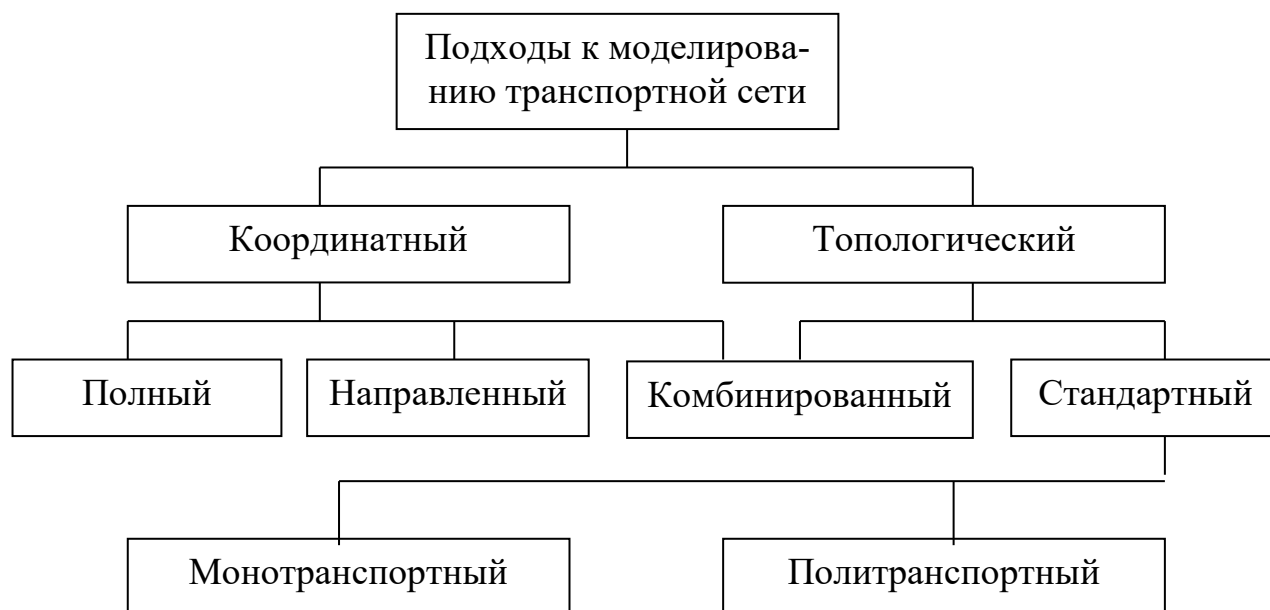 Подходы к моделирова-
нию транспортной сети
Координатный
Топологический
Полный
Направленный
Комбинированный
Стандартный
Монотранспортный
Политранспортный